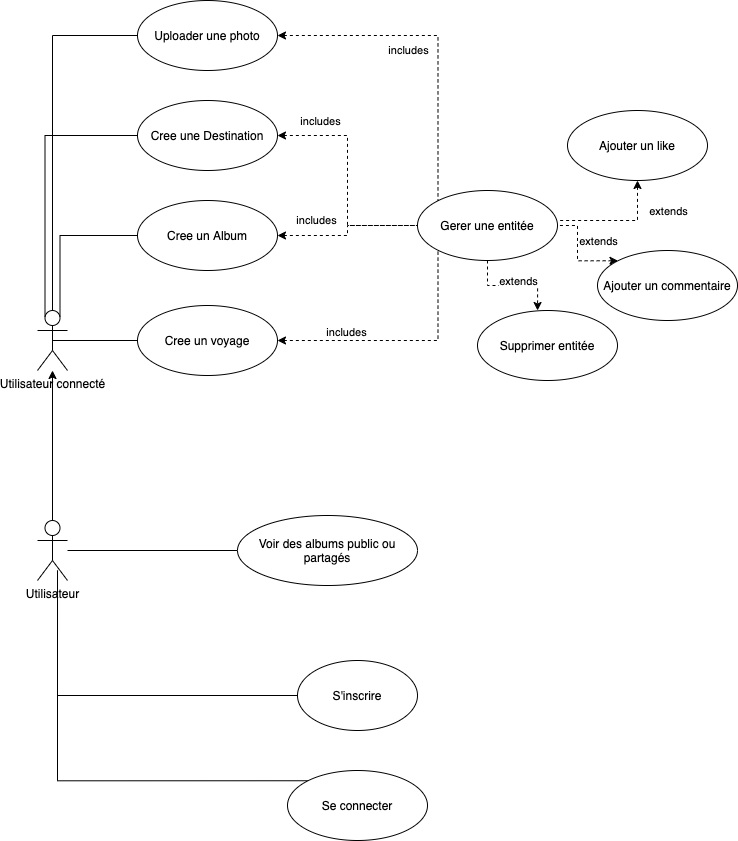 Uploader une photo
includes
Cree une Destination
includes
Ajouter un like
Cree un Album
includes
Gerer une entitée
extends
extends
Ajouter un commentaire
extends
Cree un voyage
includes
Supprimer entitée
Utilisateur connecté
Voir des albums public ou
partagés
Utilisateur
S'inscrire
Se connecter